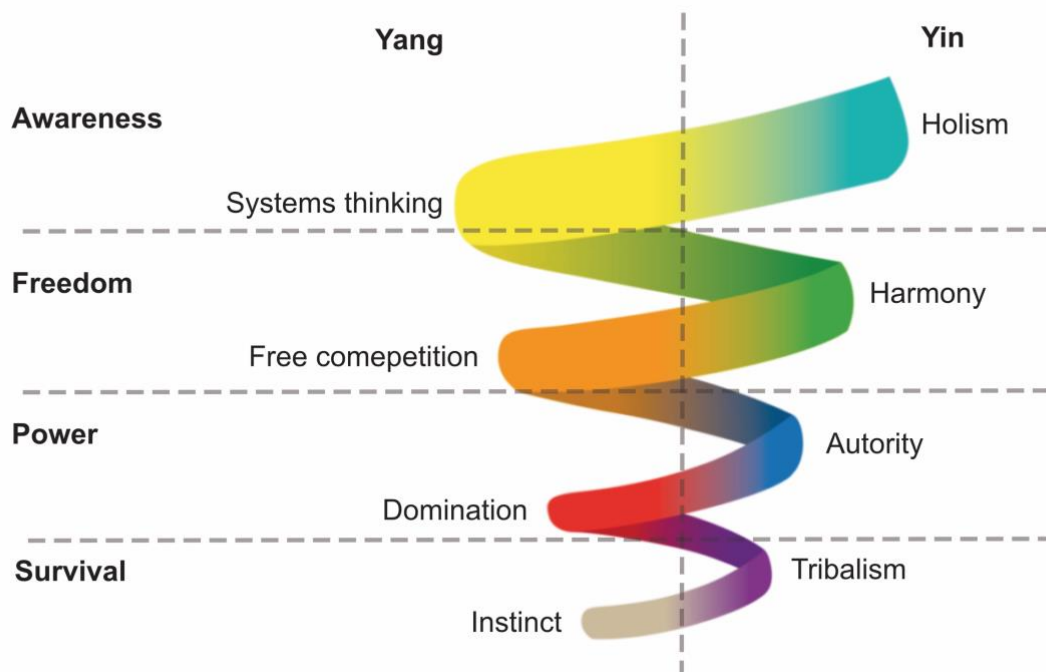 Yang
Yin
Awareness
Holism
Systems thinking
Freedom
Harmony
Free comepetition
Power
Autority
Domination
Survival
Tribalism
Instinct